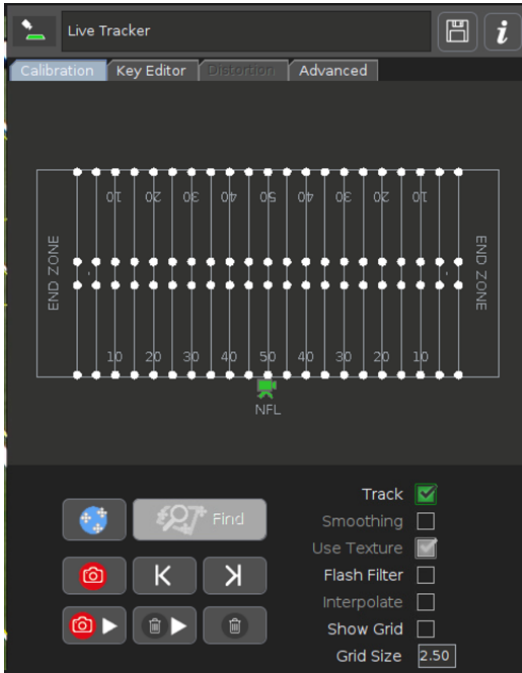 Live Tracker
Calibration Key Editor Distortion Advanced
10 20 30 40 50 40 30 20 10
END ZONE END ZONE
10 20 30 40 50 40 30 20 10
NFL
Find
Track
Smoothing
Use Texture
Flash Filter
Interpolate
Show Grid
Grid Size 2.50